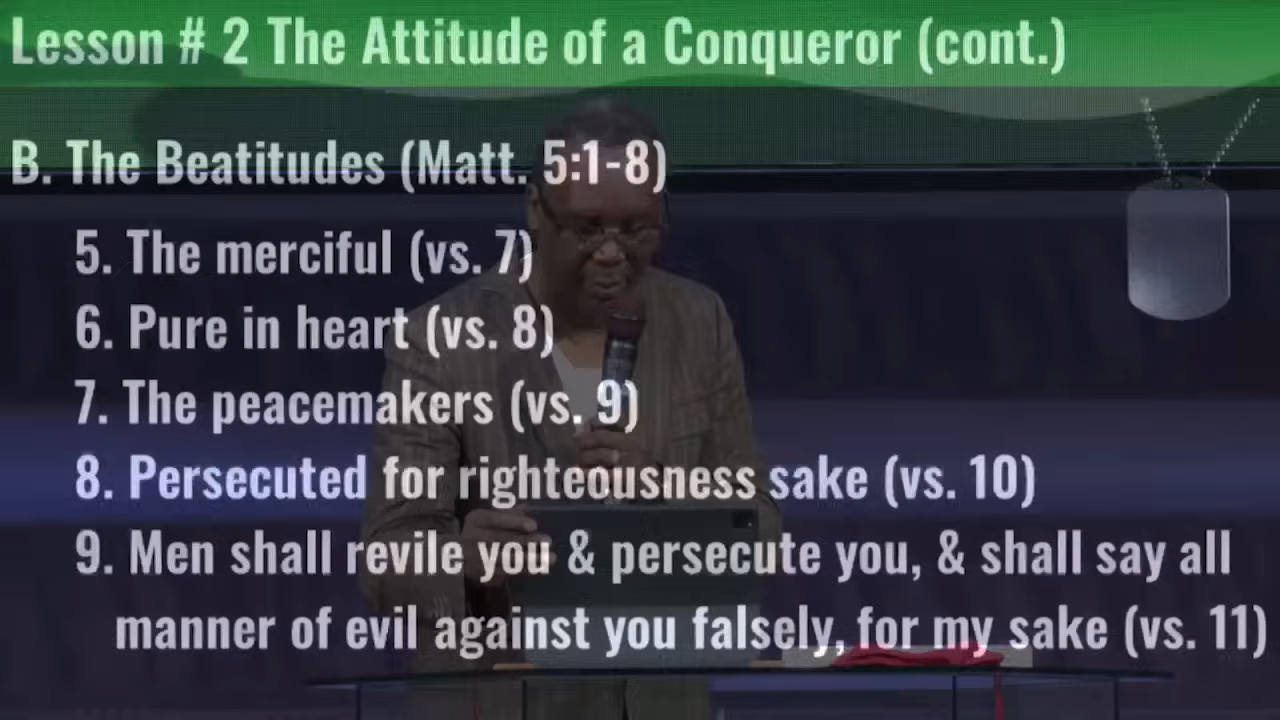 Lesson # 2 The Attitude of a Conqueror (cont.)
B. The Beatitudes (Matt. 5:1-8)
5. The merciful (vs. 7)
6. Pure in heart (vs. 8)
7. The peacemakers (vs. 9)
8. Persecuted for righteousness sake (vs. 10)
9. Men shall revile you & persecute you, & shall say all
manner of evil against you falsely, for my sake (vs. 11)